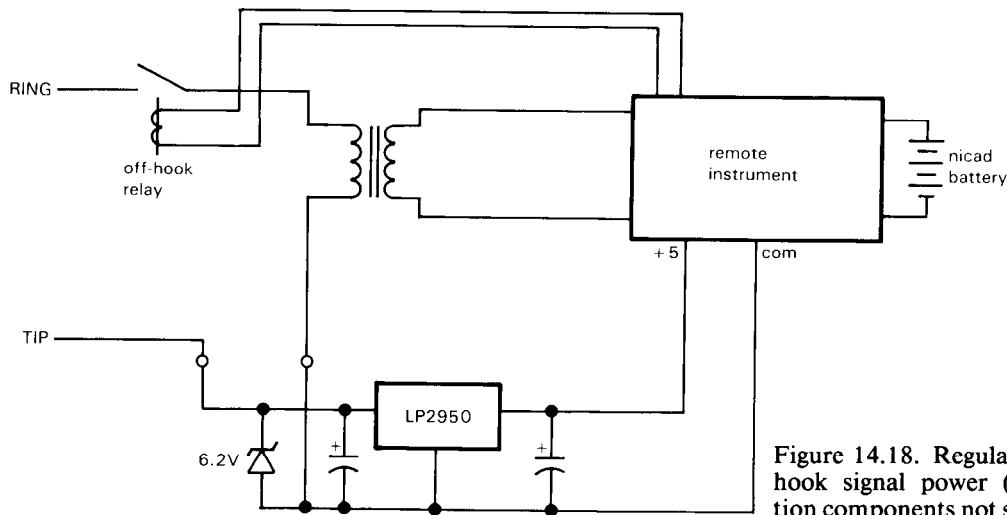 RING
off-hook
relay
remote
instrument
nicad
battery
+5
com
TIP
LP2950
6.2V
+
+
Figure 14.18. Regula
hook signal power (
tion components not s